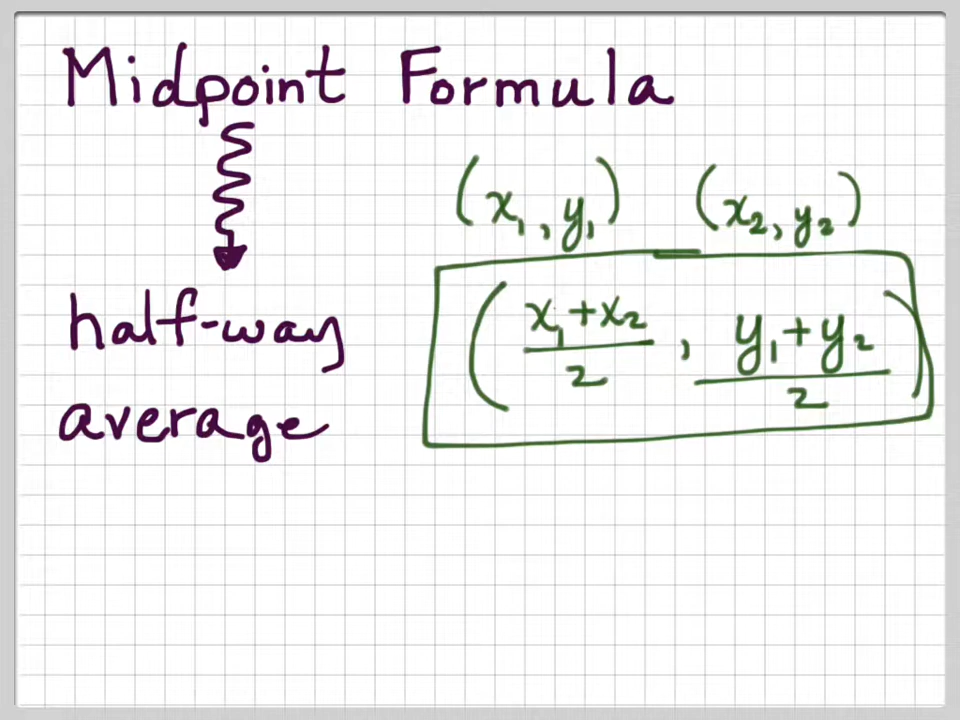 Midpoint Formula
(x₁, y₁) (x₂, y₂)
half-way
average
(x₁+x₂/2, y₁+y₂/2)